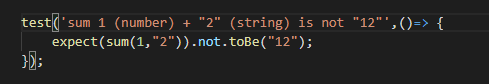 test('sum 1 (number) + "2" (string) is not "12"',()=> {
    expect(sum(1,"2")).not.toBe("12");
});